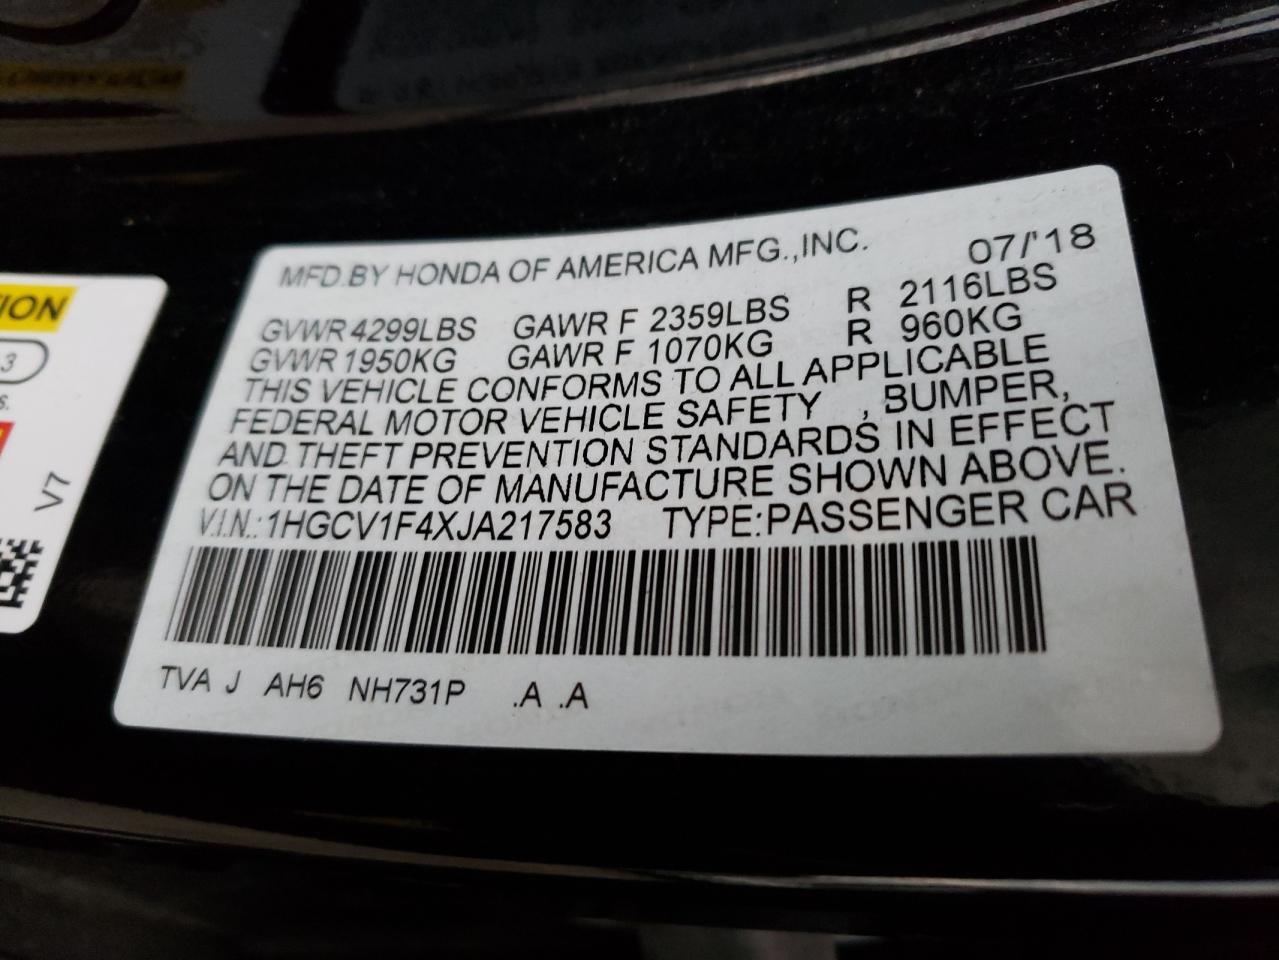 MFD.BY HONDA OF AMERICA MFG.,INC. 07/'18
GVWR 4299LBS GAWR F 2359LBS R 2116LBS
GVWR 1950KG GAWR F 1070KG R 960KG
THIS VEHICLE CONFORMS TO ALL APPLICABLE
FEDERAL MOTOR VEHICLE SAFETY , BUMPER,
AND THEFT PREVENTION STANDARDS IN EFFECT
ON THE DATE OF MANUFACTURE SHOWN ABOVE.
V.I.N.: 1HGCV1F4XJA217583 TYPE:PASSENGER CAR
TVA J AH6 NH731P .A .A
3
V7